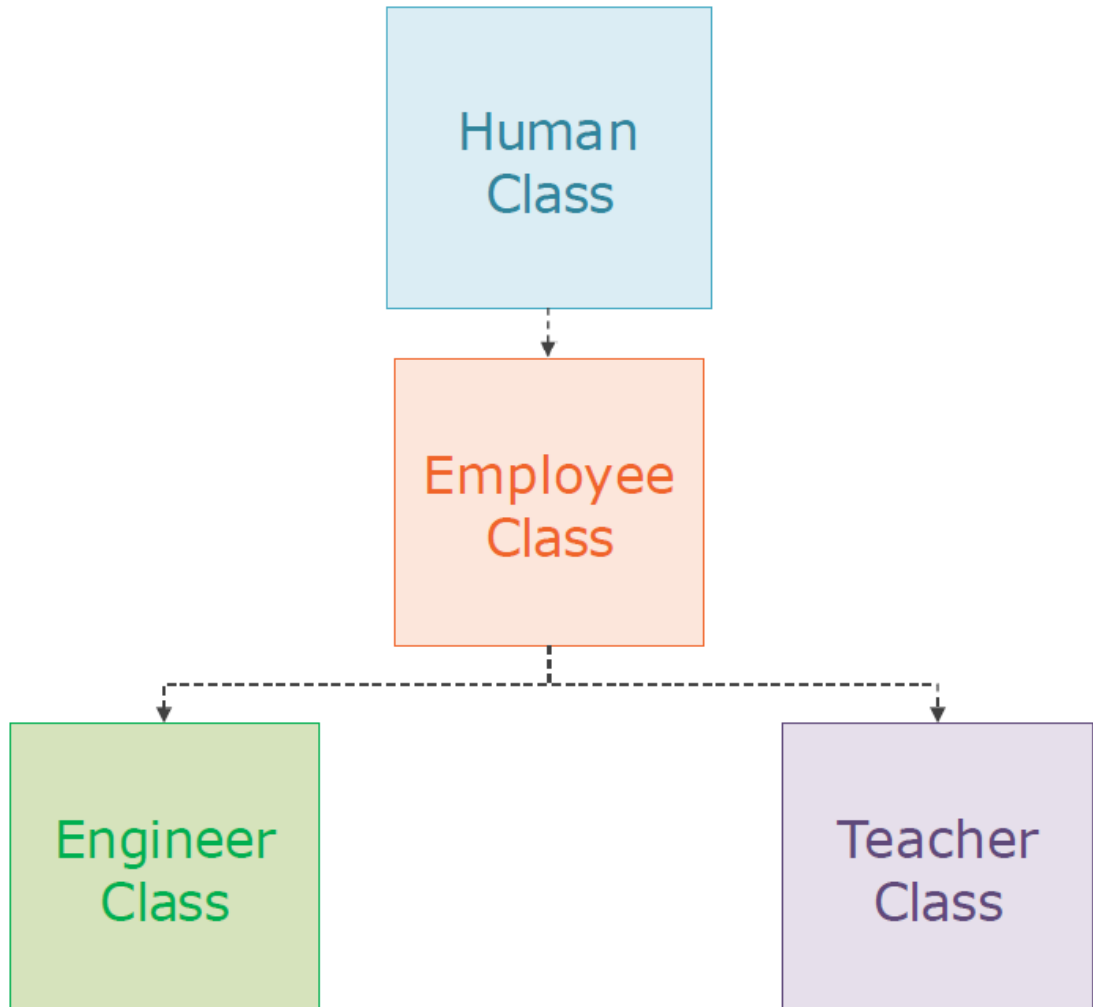 Human
Class
Employee
Class
Engineer
Class
Teacher
Class